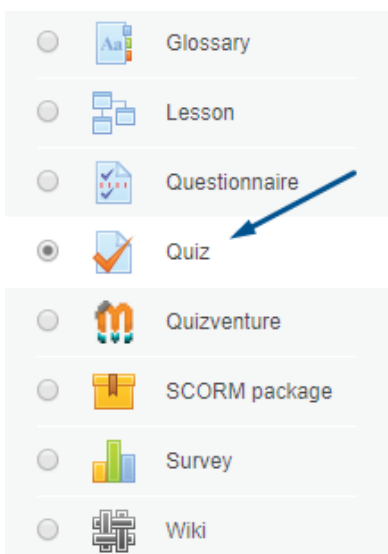 Glossary
Lesson
Questionnaire
Quiz
Quizventure
SCORM package
Survey
Wiki